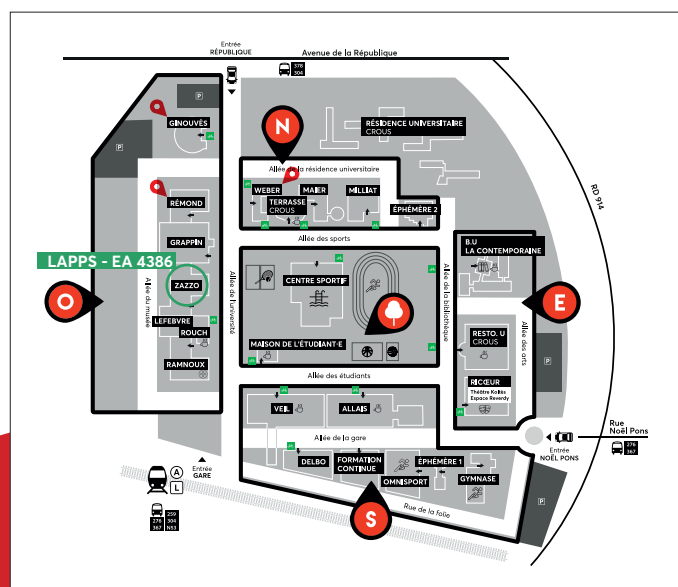 Entrée
RÉPUBLIQUE
Avenue de la République
378
304
P
GINOUVÈS
P
N
RÉSIDENCE UNIVERSITAIRE
CROUS
Allée de la résidence universitaire
RÉMOND
WEBER
MAIER
MILLIAT
TERRASSE
CROUS
ÉPHÉMÈRE 2
RD 914
GRAPPIN
Allée des sports
B.U
LA CONTEMPORAINE
LAPPS - EA 4386
ZAZZO
CENTRE SPORTIF
O
Allée du musée
Allée de l'université
Allée de la bibliothèque
E
LEFEBVRE
ROUCH
RAMNOUX
MAISON DE L'ÉTUDIANT·E
RESTO. U
CROUS
Allée des arts
P
Allée des étudiants
RICŒUR
Théâtre Koltès
Espace Reverdy
VEIL
ALLAIS
Rue
Noël Pons
276
367
Entrée
NOËL PONS
Allée de la gare
Entrée
GARE
A
L
DELBO
FORMATION
CONTINUE
OMNISPORT
ÉPHÉMÈRE 1
GYMNASE
P
S
Rue de la folie
276
367
259
304
N53